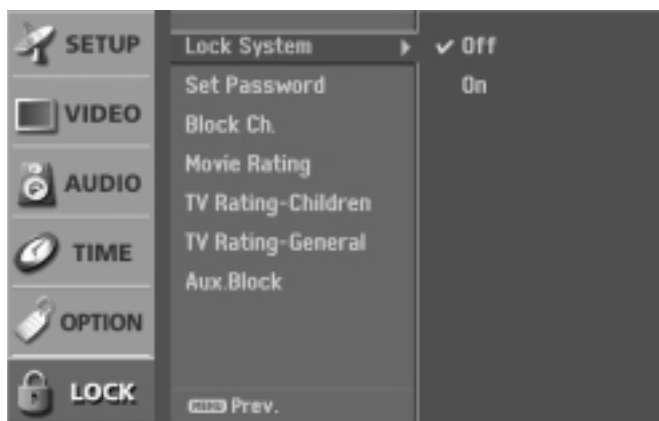 SETUP
VIDEO
AUDIO
TIME
OPTION
LOCK
Lock System
Set Password
Block Ch.
Movie Rating
TV Rating-Children
TV Rating-General
Aux.Block
MENU Prev.
✓ Off
On